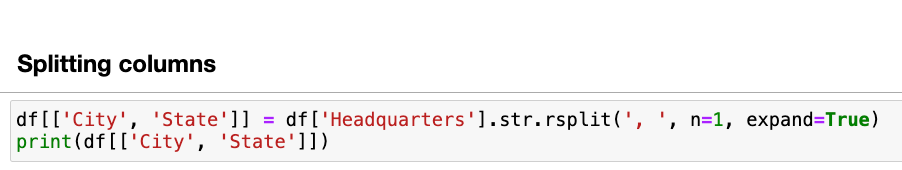 Splitting columns
df[['City', 'State']] = df['Headquarters'].str.rsplit(', ', n=1, expand=True)
print(df[['City', 'State']])